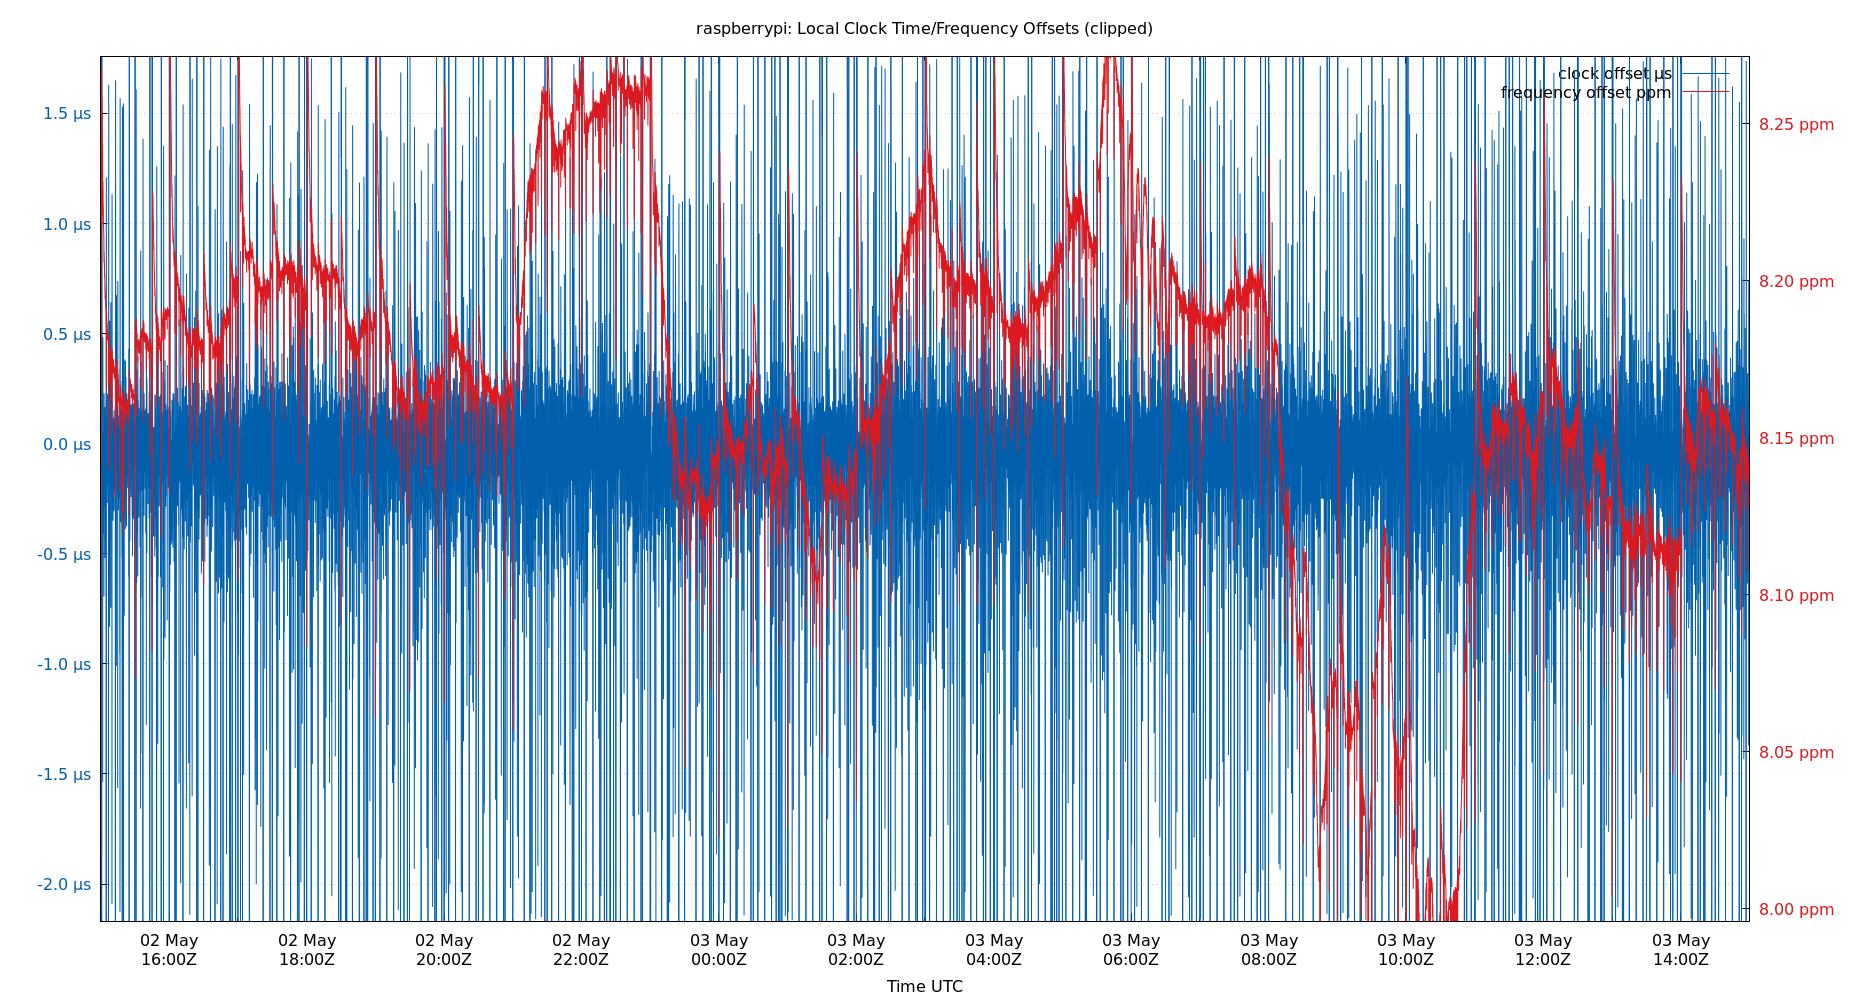 raspberrypi: Local Clock Time/Frequency Offsets (clipped)
clock offset µs
frequency offset ppm
1.5 µs
1.0 µs
0.5 µs
0.0 µs
-0.5 µs
-1.0 µs
-1.5 µs
-2.0 µs
8.25 ppm
8.20 ppm
8.15 ppm
8.10 ppm
8.05 ppm
8.00 ppm
02 May
16:00Z
02 May
18:00Z
02 May
20:00Z
02 May
22:00Z
03 May
00:00Z
03 May
02:00Z
03 May
04:00Z
03 May
06:00Z
03 May
08:00Z
03 May
10:00Z
03 May
12:00Z
03 May
14:00Z
Time UTC